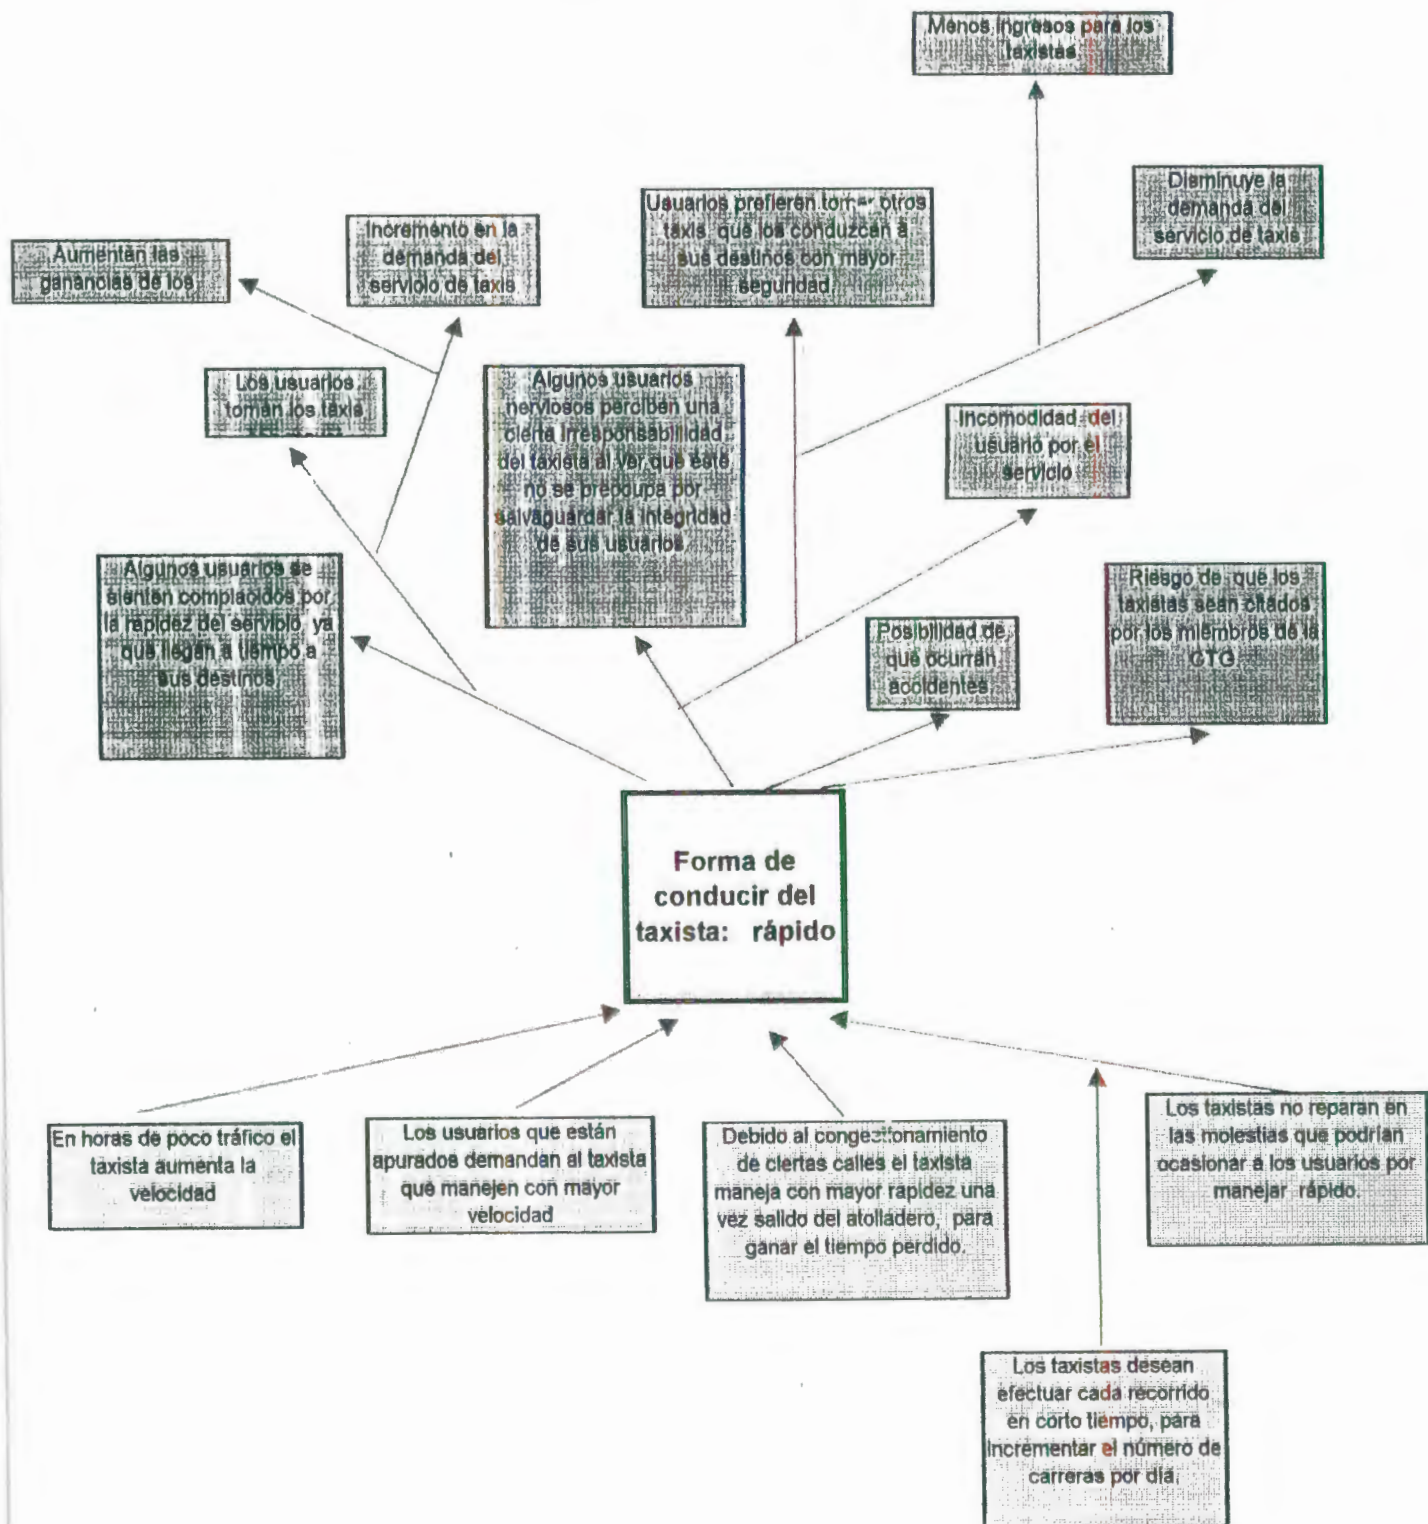 Menos ingresos para los
taxistas
Disminuye la
demanda del
servicio de taxis
Usuarios prefieren otros
taxis que los conduzcan a
sus destinos con mayor
seguridad.
Incremento en la
demanda del
servicio de taxis
Aumentan las
ganancias de los
Los usuarios
toman los taxis
Algunos usuarios
nerviosos perciben una
cierta irresponsabilidad
del taxista al ver que éste
no se preocupa por
salvaguardar la integridad
de sus usuarios
Incomodidad del
usuario por el
servicio
Algunos usuarios se
sienten complacidos por
la rapidez del servicio ya
que llegan a tiempo a
sus destinos.
Posibilidad de
que ocurran
accidentes
Riesgo de que los
taxistas sean citados
por los miembros de la
CTG
Forma de
conducir del
taxista: rápido
En horas de poco tráfico el
taxista aumenta la
velocidad
Los usuarios que están
apurados demandan al taxista
que manejen con mayor
velocidad
Debido al congestionamiento
de ciertas calles el taxista
maneja con mayor rapidez una
vez salido del atolladero, para
ganar el tiempo perdido.
Los taxistas no reparan en
las molestias que podrían
ocasionar a los usuarios por
manejar rápido.
Los taxistas desean
efectuar cada recorrido
en corto tiempo, para
incrementar el número de
carreras por día.